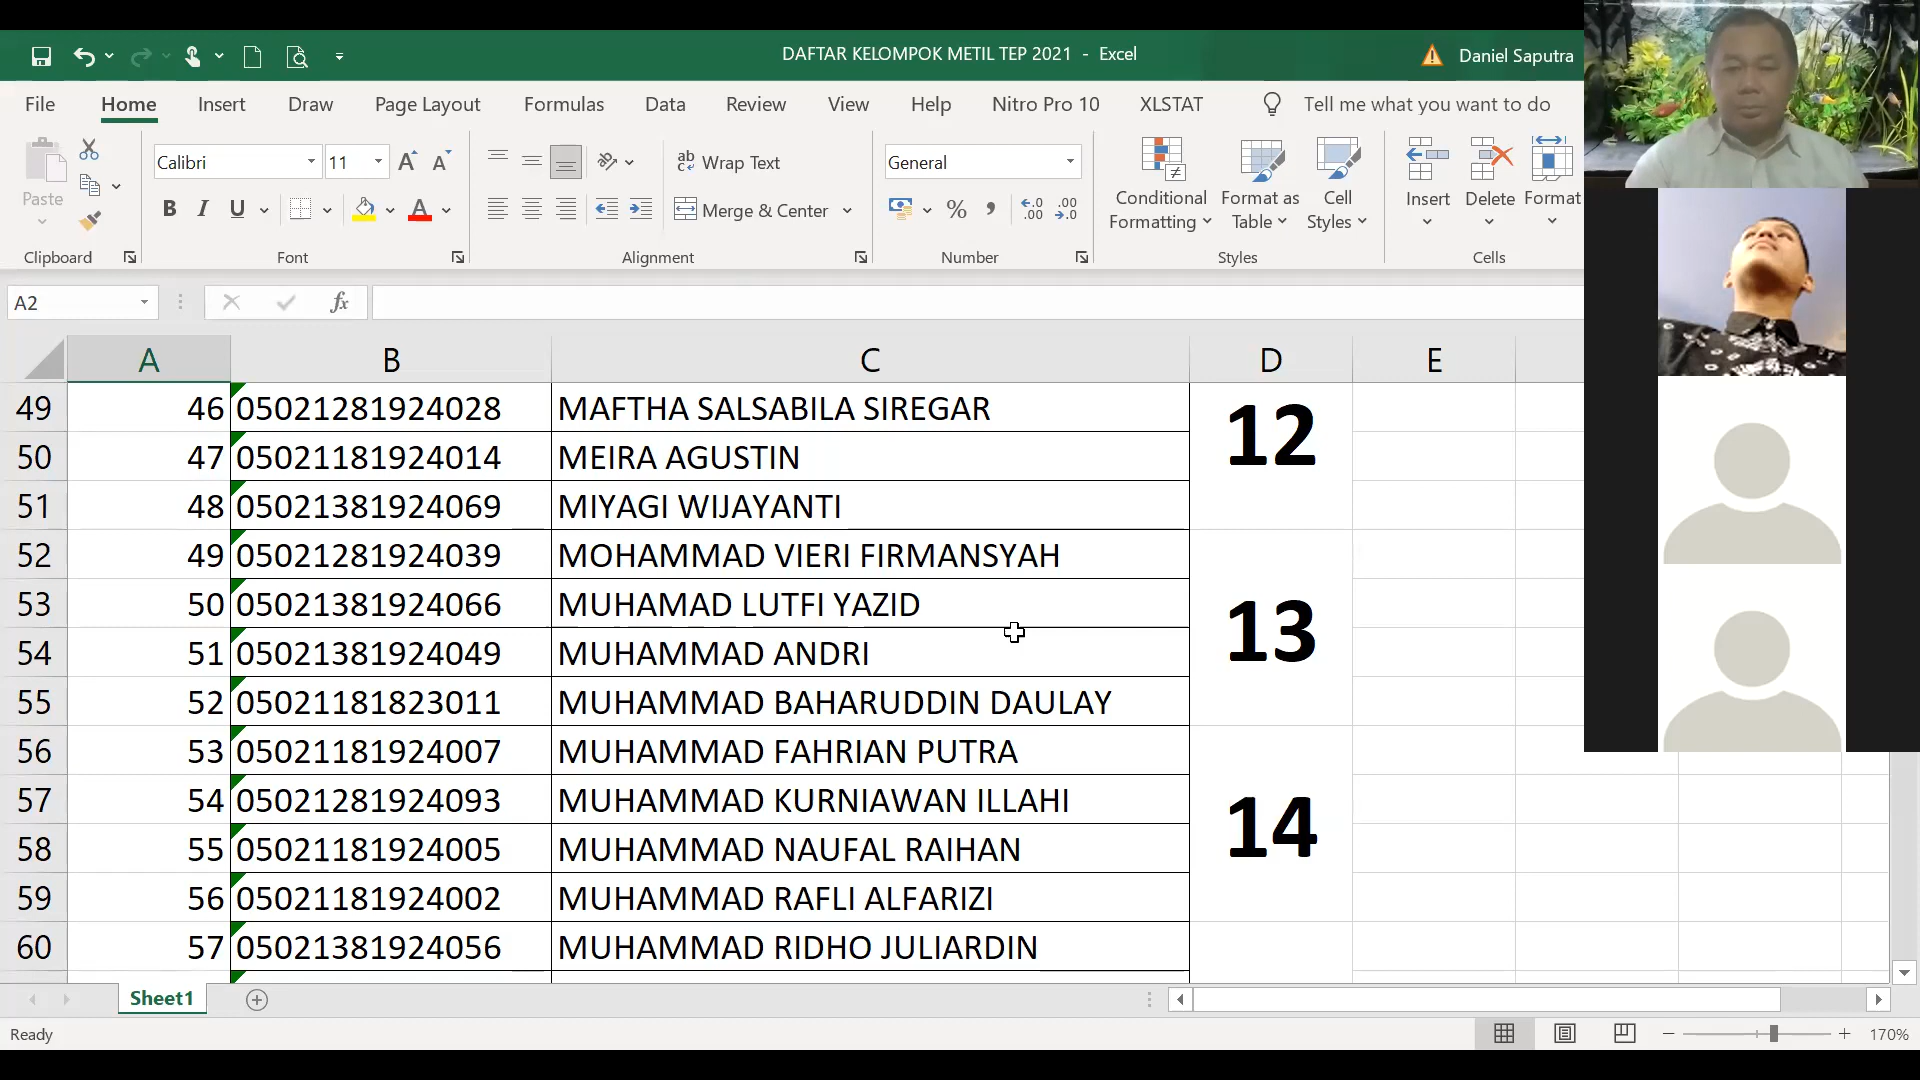 DAFTAR KELOMPOK METIL TEP 2021 - Excel
Daniel Saputra
File Home Insert Draw Page Layout Formulas Data Review View Help Nitro Pro 10 XLSTAT Tell me what you want to do
Paste
Clipboard
Calibri 11
B I U
Font
Wrap Text
Merge & Center
Alignment
General
Number
Conditional Formatting
Format as Table
Cell Styles
Styles
Insert Delete Format
Cells
A2
fx
A B C D E
49 46 05021281924028 MAFTHA SALSABILA SIREGAR 12
50 47 05021181924014 MEIRA AGUSTIN
51 48 05021381924069 MIYAGI WIJAYANTI
52 49 05021281924039 MOHAMMAD VIERI FIRMANSYAH
53 50 05021381924066 MUHAMAD LUTFI YAZID 13
54 51 05021381924049 MUHAMMAD ANDRI
55 52 05021181823011 MUHAMMAD BAHARUDDIN DAULAY
56 53 05021181924007 MUHAMMAD FAHRIAN PUTRA
57 54 05021281924093 MUHAMMAD KURNIAWAN ILLAHI 14
58 55 05021181924005 MUHAMMAD NAUFAL RAIHAN
59 56 05021181924002 MUHAMMAD RAFLI ALFARIZI
60 57 05021381924056 MUHAMMAD RIDHO JULIARDIN
Sheet1
Ready
170%